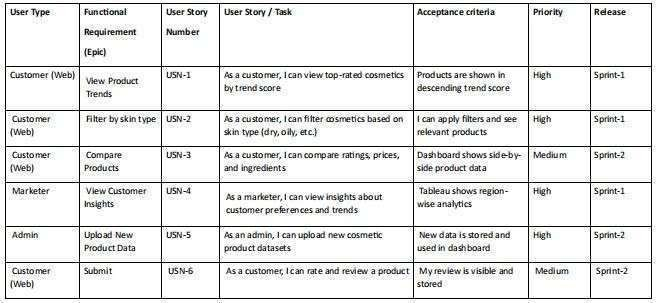 User Type Functional Requirement (Epic) User Story Number User Story / Task Acceptance criteria Priority Release
Customer (Web) View Product Trends USN-1 As a customer, I can view top-rated cosmetics by trend score Products are shown in descending trend score High Sprint-1
Customer (Web) Filter by skin type USN-2 As a customer, I can filter cosmetics based on skin type (dry, oily, etc.) I can apply filters and see relevant products High Sprint-1
Customer (Web) Compare Products USN-3 As a customer, I can compare ratings, prices, and ingredients Dashboard shows side-by-side product data Medium Sprint-2
Marketer View Customer Insights USN-4 As a marketer, I can view insights about customer preferences and trends Tableau shows region-wise analytics High Sprint-1
Admin Upload New Product Data USN-5 As an admin, I can upload new cosmetic product datasets New data is stored and used in dashboard High Sprint-2
Customer (Web) Submit USN-6 As a customer, I can rate and review a product My review is visible and stored Medium Sprint-2